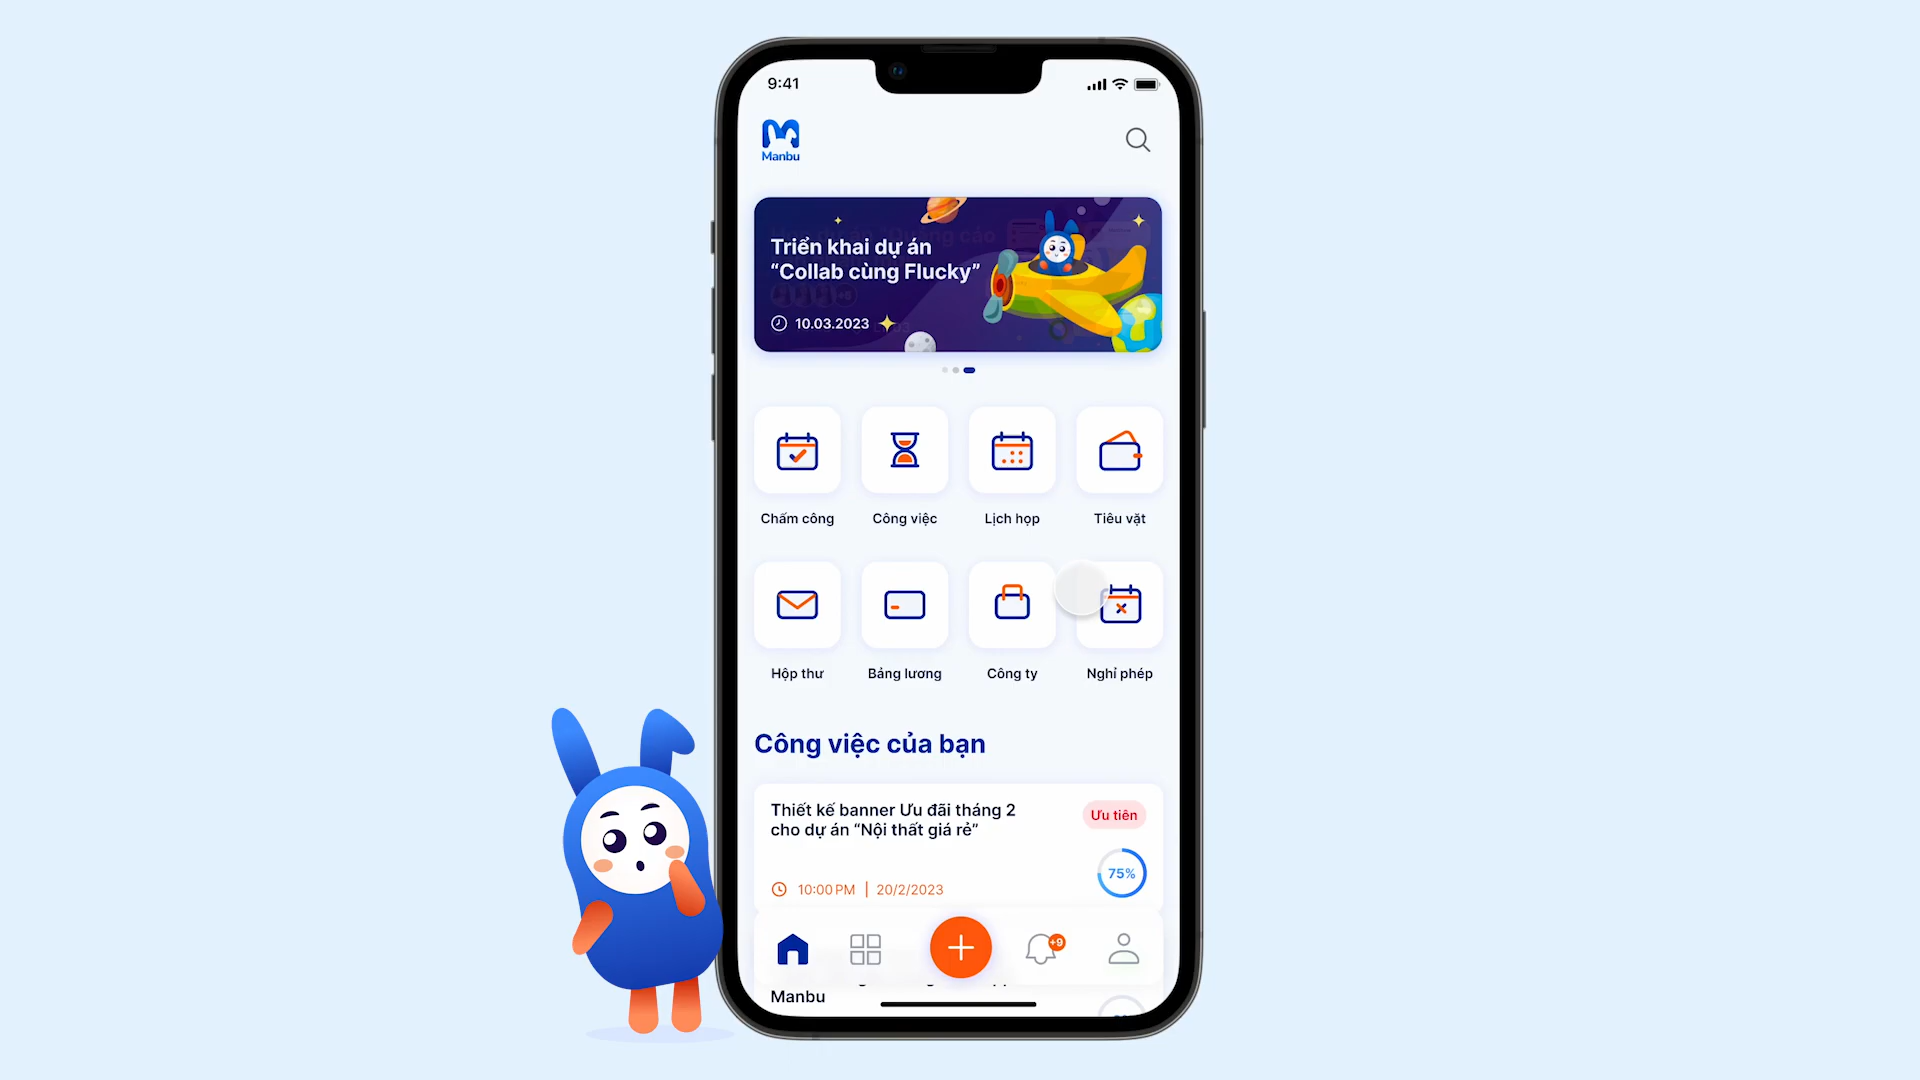 9:41
Manbu
Triển khai dự án
“Collab cùng Flucky”
10.03.2023
Chấm công
Công việc
Lịch họp
Tiêu vặt
Hộp thư
Bảng lương
Công ty
Nghỉ phép
Công việc của bạn
Thiết kế banner Ưu đãi tháng 2
cho dự án “Nội thất giá rẻ”
Ưu tiên
75%
10:00 PM | 20/2/2023
+9
Manbu